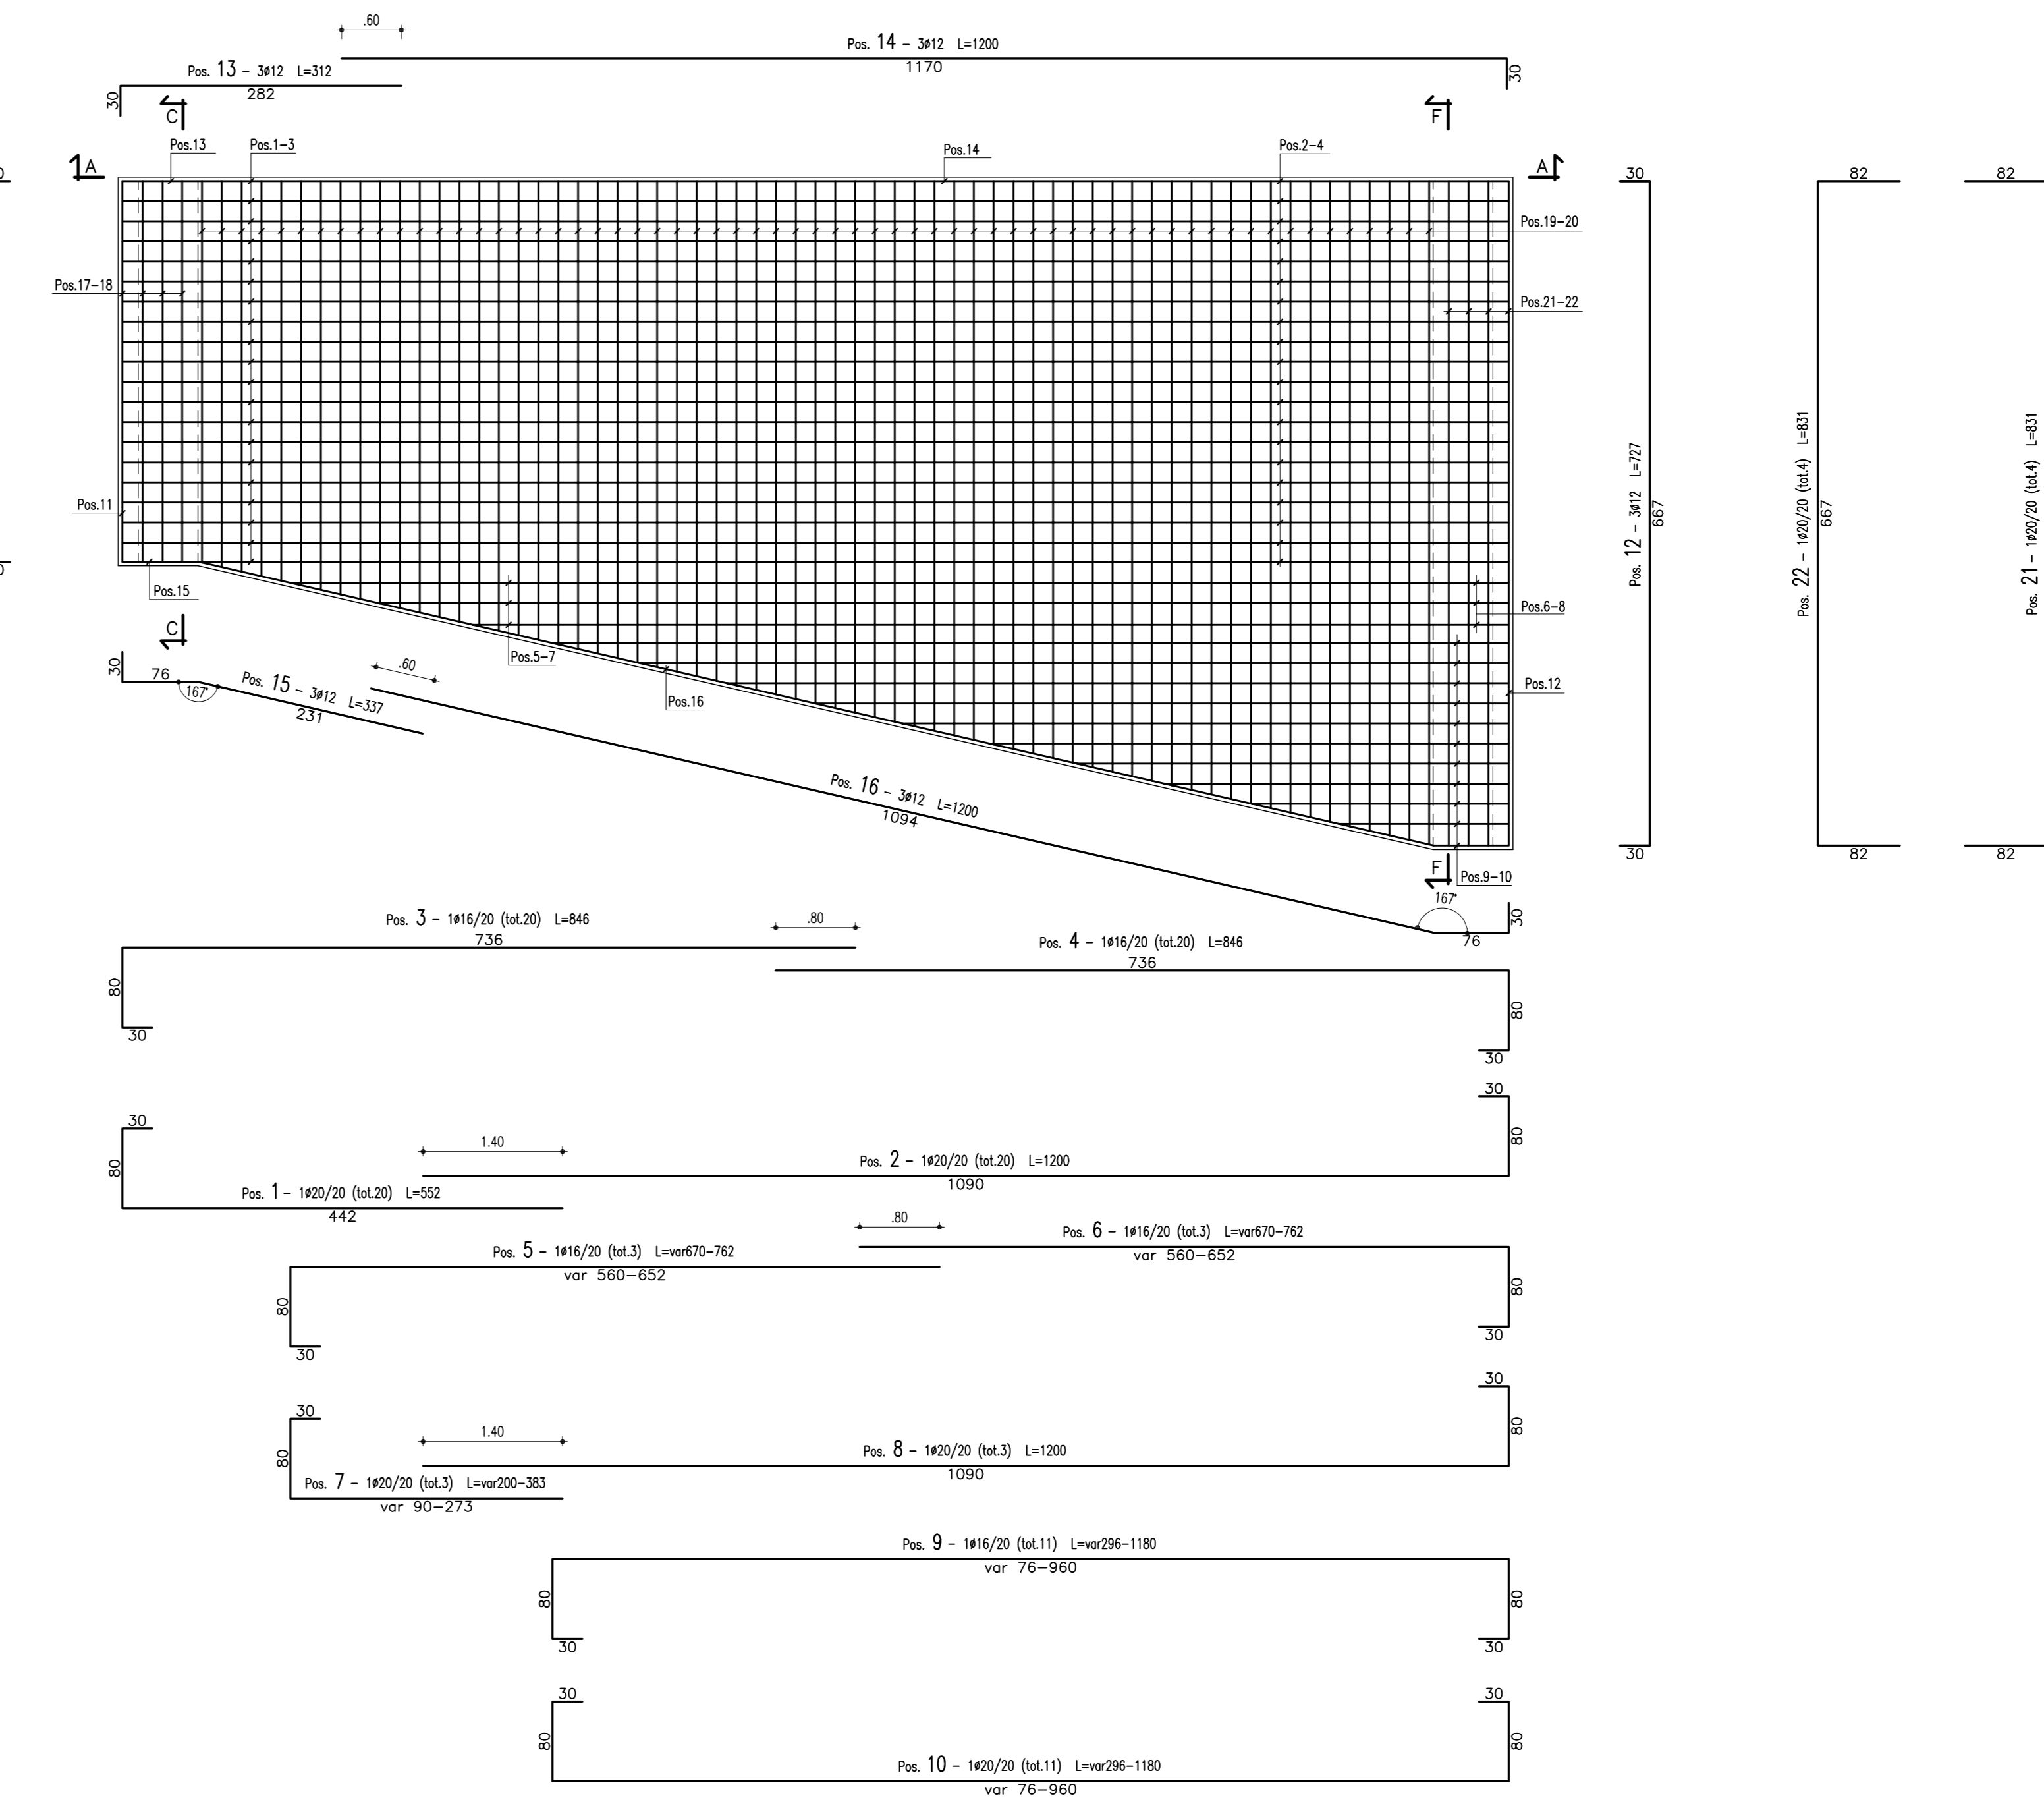 .60
Pos. 14 – 3ø12 L=1200
1170
30
Pos. 13 – 3ø12 L=312
282
30
C
F
Pos.13
Pos.1–3
Pos.14
Pos.2–4
A
A
30
82
82
Pos.19–20
Pos.17–18
Pos.21–22
Pos. 12 – 3ø12 L=727
667
Pos. 22 – 1ø20/20 (tot.4) L=831
667
Pos. 21 – 1ø20/20 (tot.4) L=831
Pos.11
Pos.15
Pos.6–8
C
Pos.5–7
30
76
167°
Pos. 15 – 3ø12 L=337
231
.60
Pos.16
Pos.12
Pos. 16 – 3ø12 L=1200
1094
30
82
82
F
Pos.9–10
167°
30
76
Pos. 3 – 1ø16/20 (tot.20) L=846
736
.80
Pos. 4 – 1ø16/20 (tot.20) L=846
736
80
30
80
30
30
80
30
80
1.40
Pos. 2 – 1ø20/20 (tot.20) L=1200
1090
Pos. 1 – 1ø20/20 (tot.20) L=552
442
.80
Pos. 6 – 1ø16/20 (tot.3) L=var670–762
var 560–652
Pos. 5 – 1ø16/20 (tot.3) L=var670–762
var 560–652
80
30
80
30
30
80
30
80
1.40
Pos. 8 – 1ø20/20 (tot.3) L=1200
1090
Pos. 7 – 1ø20/20 (tot.3) L=var200–383
var 90–273
Pos. 9 – 1ø16/20 (tot.11) L=var296–1180
var 76–960
80
80
30
30
30
30
80
80
Pos. 10 – 1ø20/20 (tot.11) L=var296–1180
var 76–960